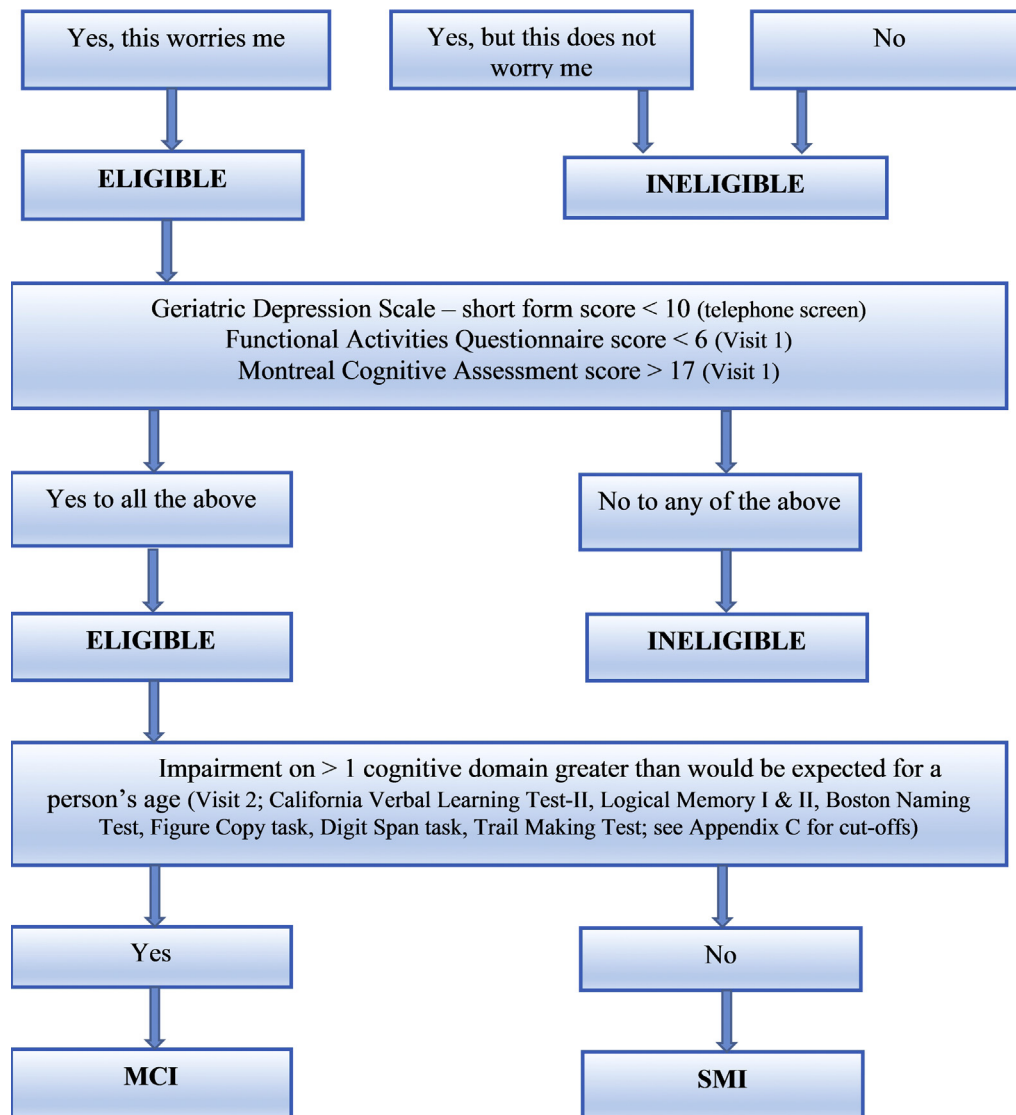 Yes, this worries me
Yes, but this does not
worry me
No
ELIGIBLE
INELIGIBLE
Geriatric Depression Scale – short form score < 10 (telephone screen)
Functional Activities Questionnaire score < 6 (Visit 1)
Montreal Cognitive Assessment score > 17 (Visit 1)
Yes to all the above
No to any of the above
ELIGIBLE
INELIGIBLE
Impairment on > 1 cognitive domain greater than would be expected for a
person’s age (Visit 2; California Verbal Learning Test-II, Logical Memory I & II, Boston Naming
Test, Figure Copy task, Digit Span task, Trail Making Test; see Appendix C for cut-offs)
Yes
No
MCI
SMI